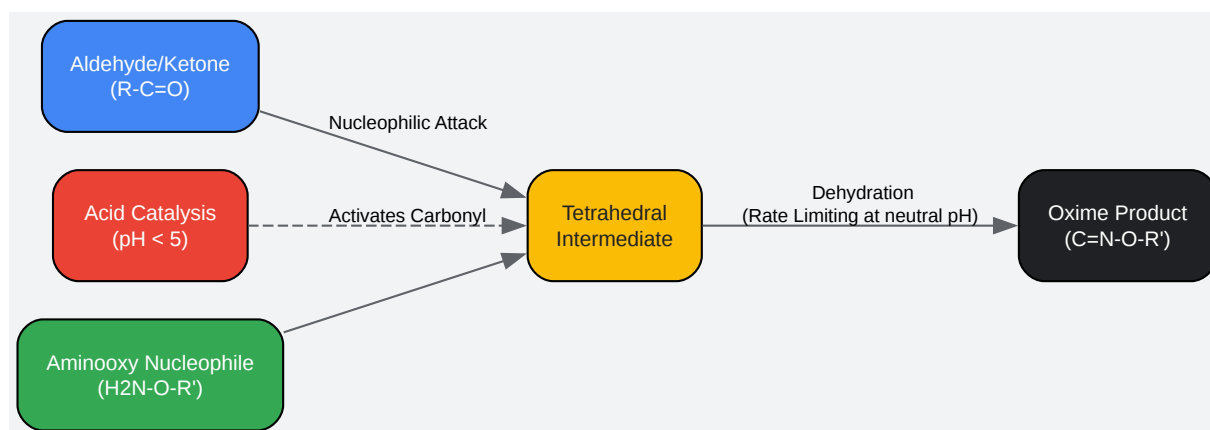 Aldehyde/Ketone
(R-C=O)
Nucleophilic Attack
Acid Catalysis
(pH < 5)
Activates Carbonyl
Tetrahedral
Intermediate
Dehydration
(Rate Limiting at neutral pH)
Oxime Product
(C=N-O-R')
Aminooxy Nucleophile
(H2N-O-R')